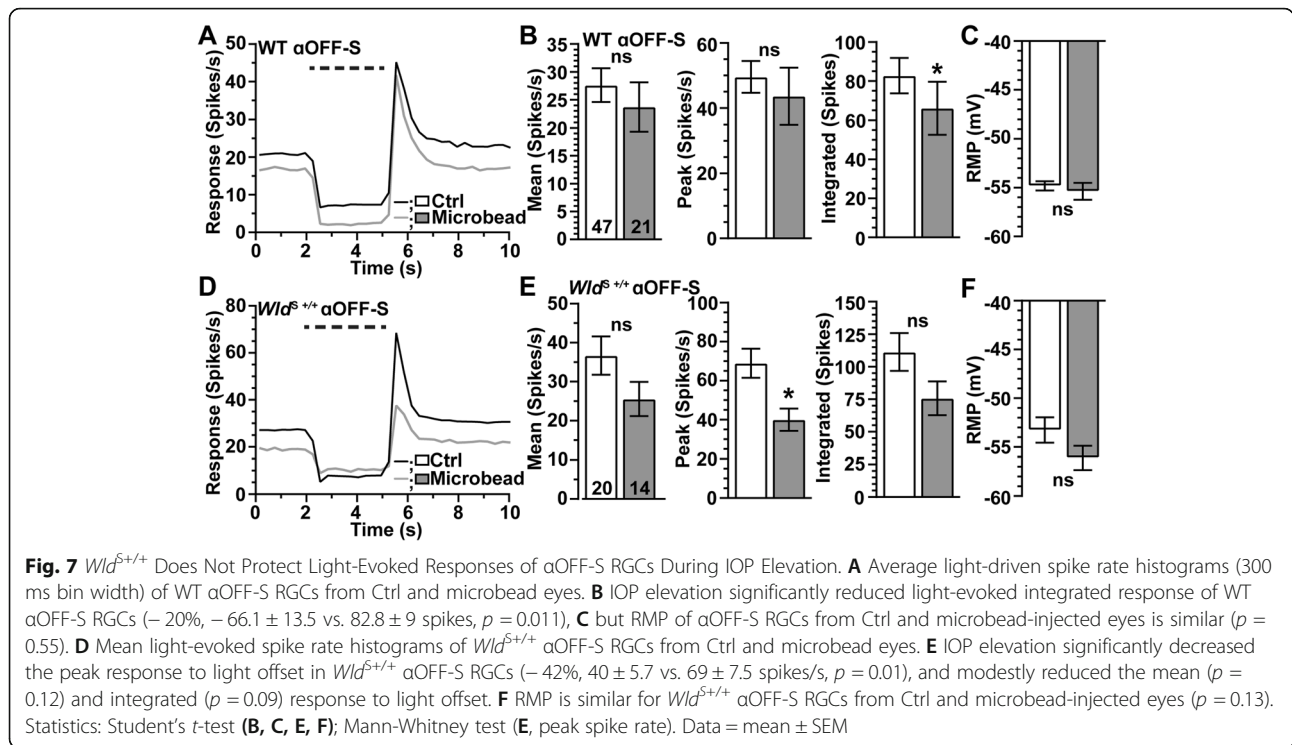 A
WT αOFF-S
Response (Spikes/s)
50
40
30
20
10
0
0 2 4 6 8 10
Time (s)
Ctrl
Microbead
B
WT αOFF-S
ns
Mean (Spikes/s)
35
30
25
20
15
10
5
0
47 21
ns
Peak (Spikes/s)
60
40
20
0
*
Integrated (Spikes)
100
80
60
40
20
0
C
RMP (mV)
-40
-45
-50
-55
-60
ns
D
Wld^S +/+ αOFF-S
Response (Spikes/s)
80
60
40
20
0
0 2 4 6 8 10
Time (s)
Ctrl
Microbead
E
Wld^S +/+ αOFF-S
ns
Mean (Spikes/s)
50
40
30
20
10
0
20 14
*
Peak (Spikes/s)
100
80
60
40
20
0
ns
Integrated (Spikes)
150
125
100
75
50
25
0
F
RMP (mV)
-40
-45
-50
-55
-60
ns
Fig. 7 Wld^S+/+ Does Not Protect Light-Evoked Responses of αOFF-S RGCs During IOP Elevation. A Average light-driven spike rate histograms (300
ms bin width) of WT αOFF-S RGCs from Ctrl and microbead eyes. B IOP elevation significantly reduced light-evoked integrated response of WT
αOFF-S RGCs (− 20%, − 66.1 ± 13.5 vs. 82.8 ± 9 spikes, p = 0.011), C but RMP of αOFF-S RGCs from Ctrl and microbead-injected eyes is similar (p =
0.55). D Mean light-evoked spike rate histograms of Wld^S+/+ αOFF-S RGCs from Ctrl and microbead eyes. E IOP elevation significantly decreased
the peak response to light offset in Wld^S+/+ αOFF-S RGCs (− 42%, 40 ± 5.7 vs. 69 ± 7.5 spikes/s, p = 0.01), and modestly reduced the mean (p =
0.12) and integrated (p = 0.09) response to light offset. F RMP is similar for Wld^S+/+ αOFF-S RGCs from Ctrl and microbead-injected eyes (p = 0.13).
Statistics: Student's t-test (B, C, E, F); Mann-Whitney test (E, peak spike rate). Data = mean ± SEM